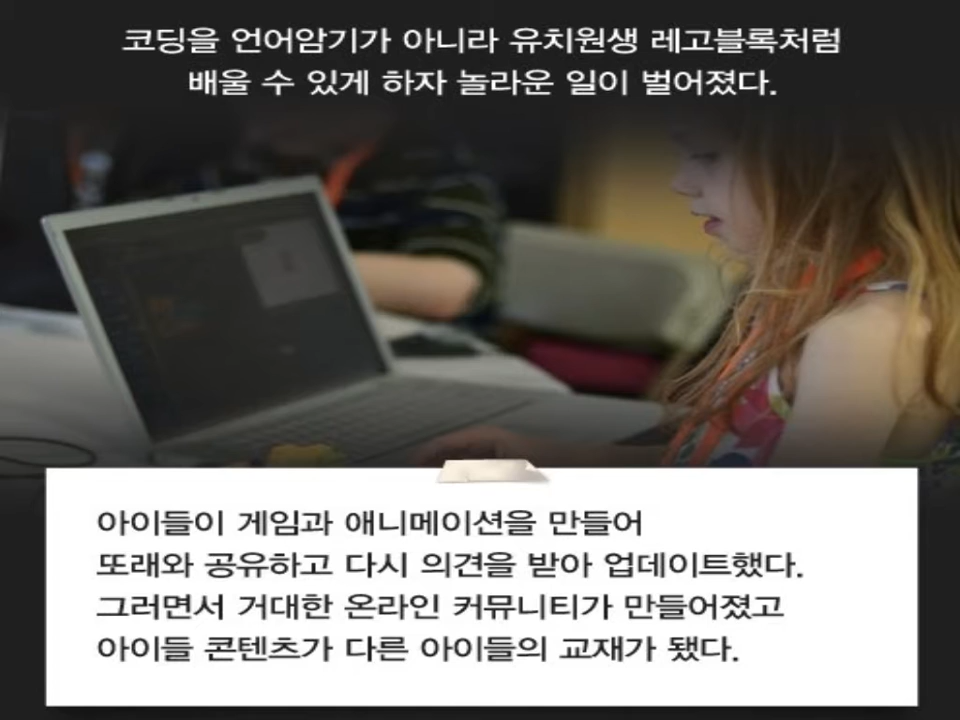 코딩을 언어암기가 아니라 유치원생 레고블록처럼
배울 수 있게 하자 놀라운 일이 벌어졌다.
아이들이 게임과 애니메이션을 만들어
또래와 공유하고 다시 의견을 받아 업데이트했다.
그러면서 거대한 온라인 커뮤니티가 만들어졌고
아이들 콘텐츠가 다른 아이들의 교재가 됐다.